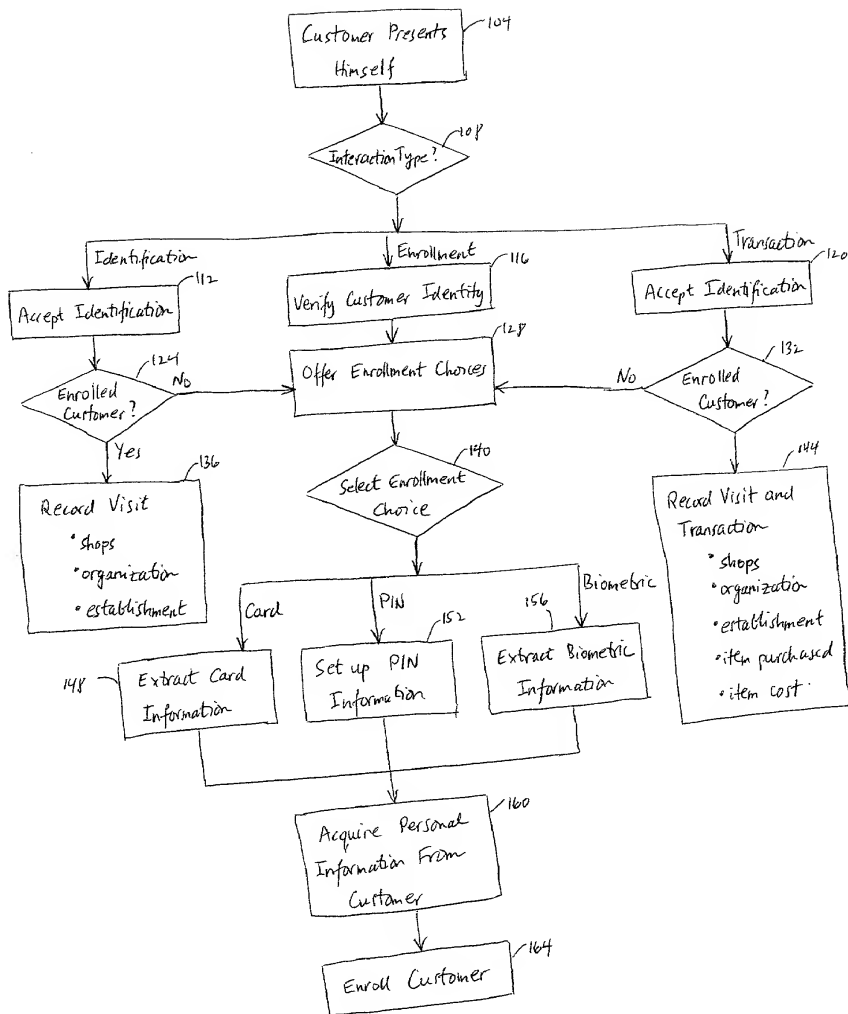 Customer Presents
Himself
104
Interaction Type?
108
Identification
Enrollment
Transaction
Accept Identification
112
Verify Customer Identity
116
Accept Identification
120
Enrolled
Customer?
124
No
Yes
Offer Enrollment Choices
128
Enrolled
Customer?
132
No
Record Visit
• shops
• organization
• establishment
136
Select Enrollment
Choice
140
Record Visit and
Transaction
• shops
• organization
• establishment
• item purchased
• item cost.
144
Card
PIN
Biometric
148
Extract Card
Information
152
Set up PIN
Information
156
Extract Biometric
Information
160
Acquire Personal
Information From
Customer
164
Enroll Customer